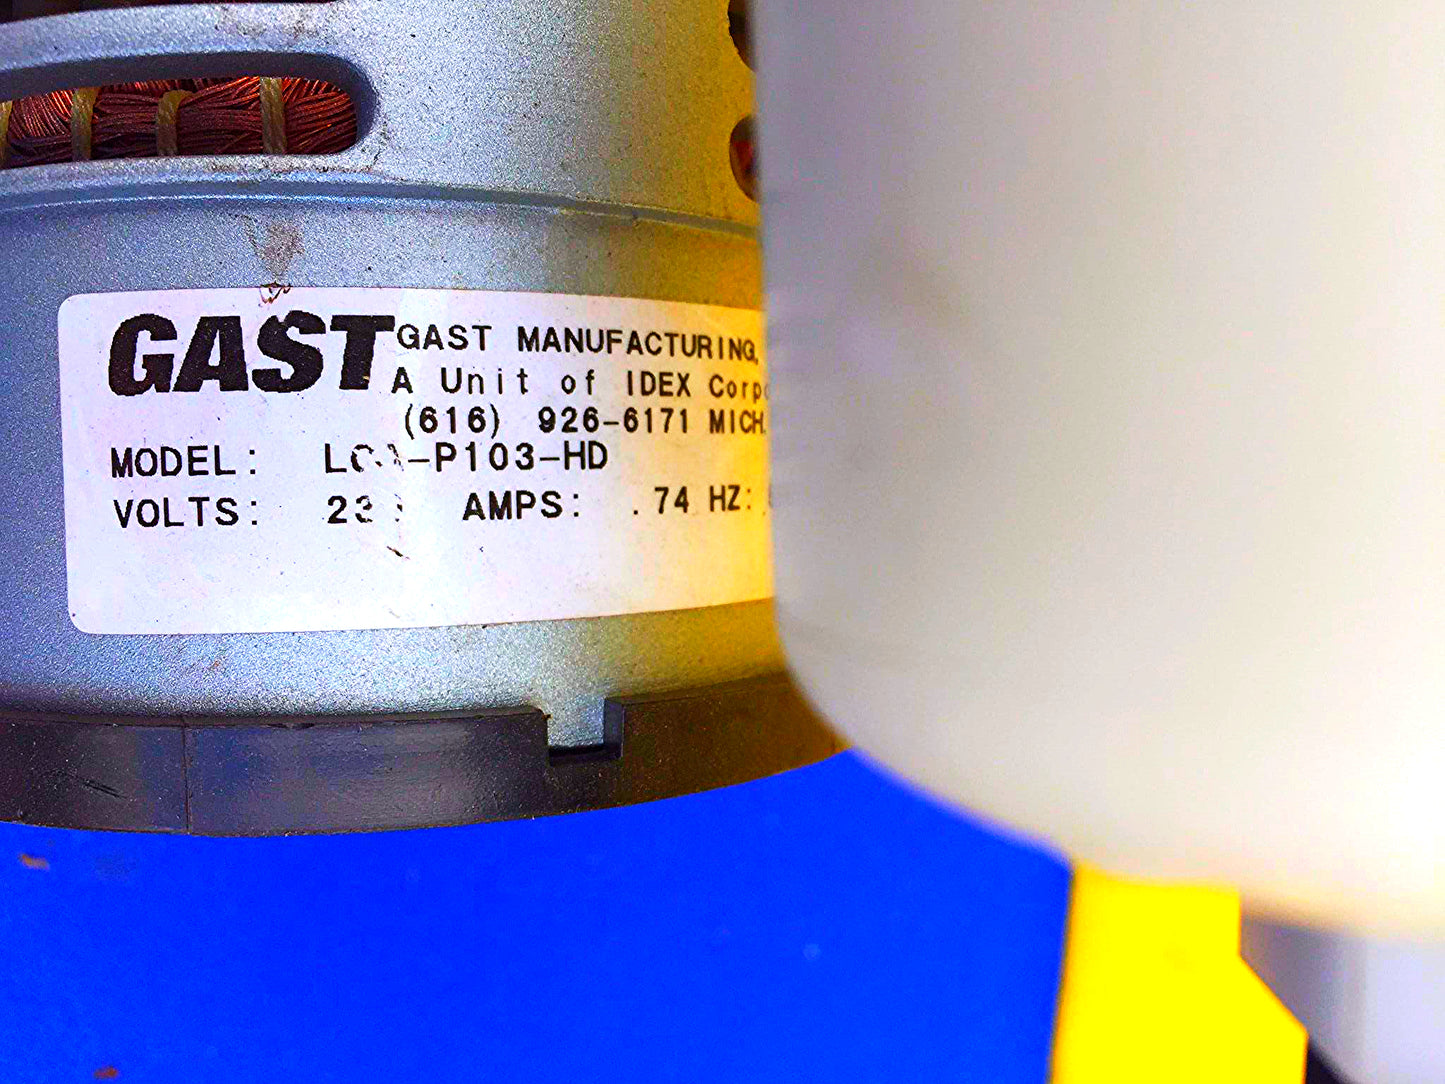 GAST GAST MANUFACTURING,
A Unit of IDEX
(616) 926-6171 MICH.
MODEL: -P103-HD
VOLTS: AMPS: .74 HZ: